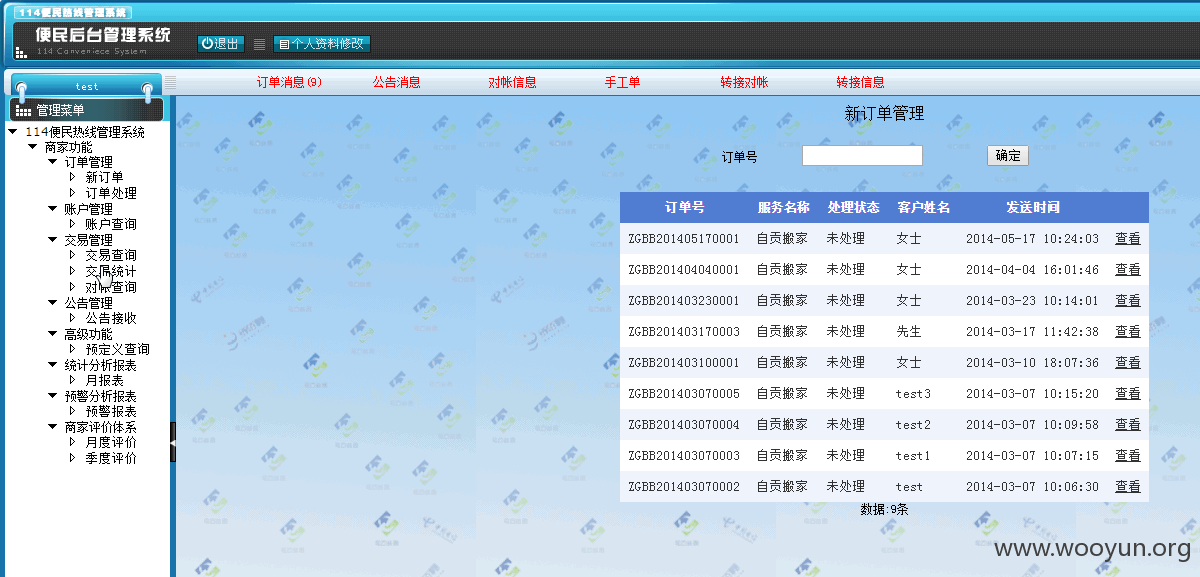 114便民热线管理系统
便民后台管理系统
114 Conveniece System
退出 个人资料修改
test
订单消息(9) 公告消息 对帐信息 手工单 转接对帐 转接信息
管理菜单
114便民热线管理系统
商家功能
订单管理
新订单
订单处理
账户管理
账户查询
交易管理
交易查询
交易统计
对帐查询
公告管理
公告接收
高级功能
预定义查询
统计分析报表
月报表
预警分析报表
预警报表
商家评价体系
月度评价
季度评价
新订单管理
订单号 确定
订单号 服务名称 处理状态 客户姓名 发送时间
ZGBB201405170001 自贡搬家 未处理 女士 2014-05-17 10:24:03 查看
ZGBB201404040001 自贡搬家 未处理 女士 2014-04-04 16:01:46 查看
ZGBB201403230001 自贡搬家 未处理 女士 2014-03-23 10:14:01 查看
ZGBB201403170003 自贡搬家 未处理 先生 2014-03-17 11:42:38 查看
ZGBB201403100001 自贡搬家 未处理 女士 2014-03-10 18:07:36 查看
ZGBB201403070005 自贡搬家 未处理 test3 2014-03-07 10:15:20 查看
ZGBB201403070004 自贡搬家 未处理 test2 2014-03-07 10:09:58 查看
ZGBB201403070003 自贡搬家 未处理 test1 2014-03-07 10:07:15 查看
ZGBB201403070002 自贡搬家 未处理 test 2014-03-07 10:06:30 查看
数据:9条
www.wooyun.org